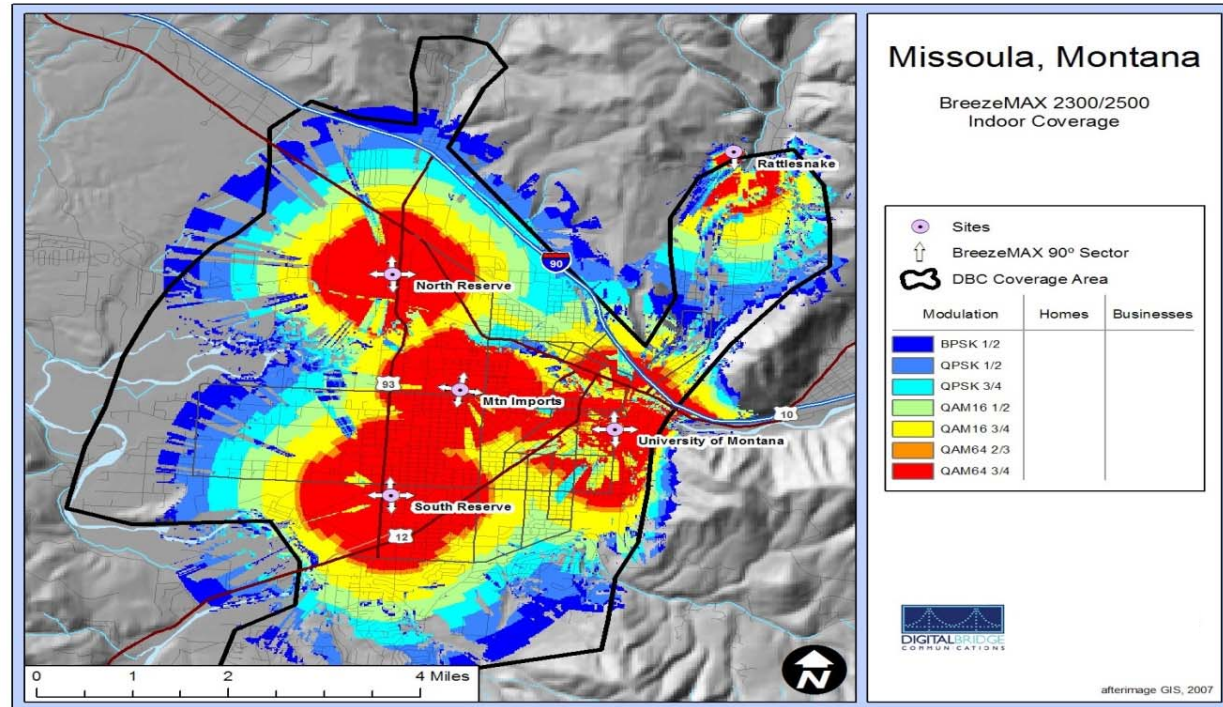 Missoula, Montana
BreezeMAX 2300/2500
Indoor Coverage
Rattlesnake
90
North Reserve
93
Mtn Imports
10
University of Montana
South Reserve
12
0 1 2 4 Miles
N
Sites
BreezeMAX 90º Sector
DBC Coverage Area
Modulation Homes Businesses
BPSK 1/2
QPSK 1/2
QPSK 3/4
QAM16 1/2
QAM16 3/4
QAM64 2/3
QAM64 3/4
DIGITALBRIDGE
COMMUNICATIONS
afterimage GIS, 2007